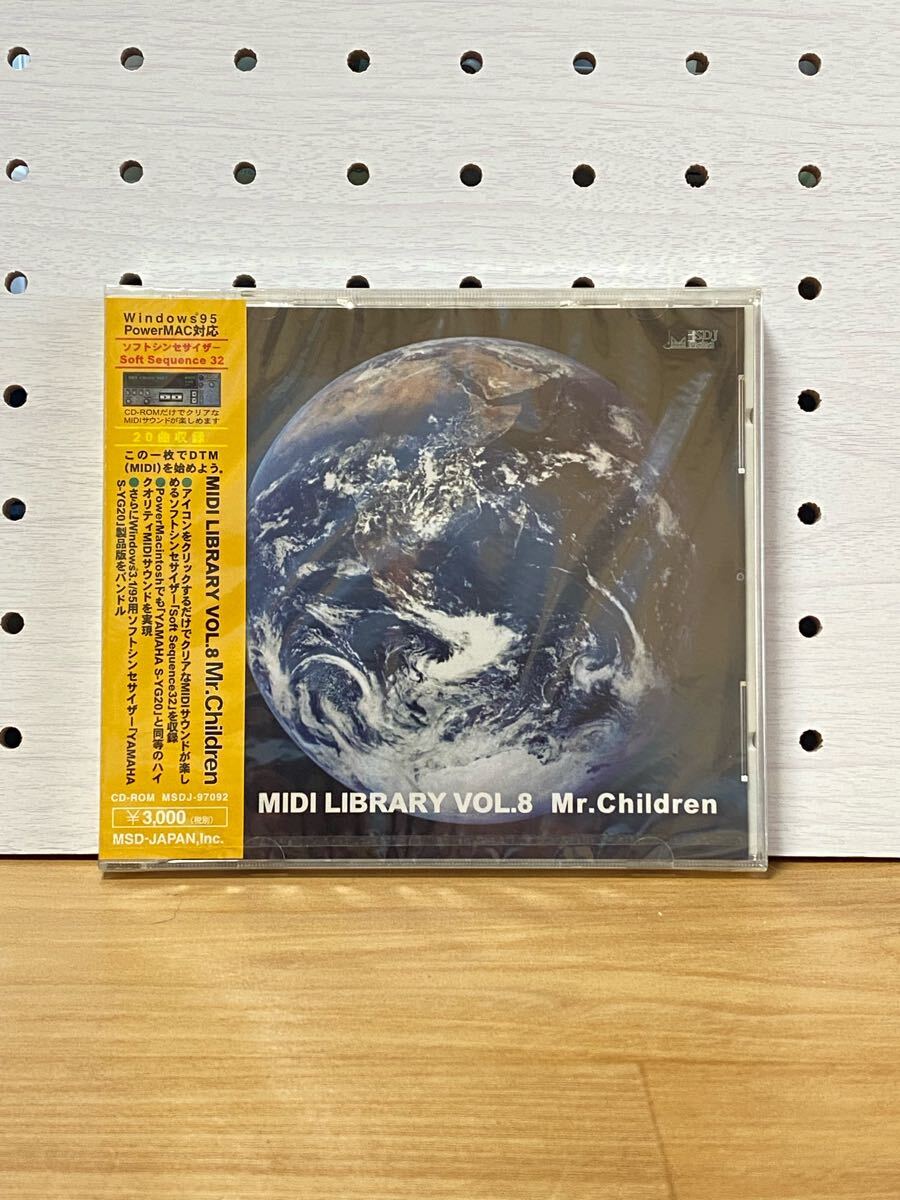 Windows95
PowerMAC対応
ソフトシンセサイザー
Soft Sequence 32
CD-ROMだけでクリアな
MIDIサウンドが楽しめます
20曲収録
この一枚でDTM
(MIDI)を始めよう。
MIDI LIBRARY VOL.8 Mr.Children
●アイコンをクリックするだけでクリアなMIDIサウンドが楽し
めるソフトシンセサイザー「Soft Sequence32」を収録
●PowerMacintoshでも「YAMAHA S-YG20」と同等のハイ
クオリティMIDIサウンドを実現
●さらにWindows3.1/95用ソフトシンセサイザー「YAMAHA
S-YG20」製品版をバンドル
CD-ROM MSDJ-97092
¥3,000(税別)
MSD-JAPAN,Inc.
MSDJ
MIDI LIBRARY VOL.8 Mr.Children